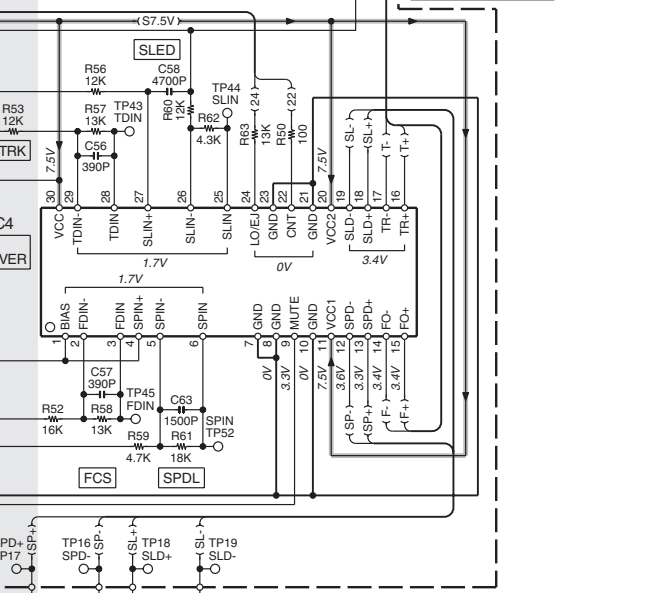 S7.5V
SLED
R56
12K
C58
4700P
R60
12K
TP44
SLIN
R62
4.3K
R53
12K
R57
13K
TP43
TDIN
C56
390P
TRK
7.5V
24
22
R63
13K
R50
100
7.5V
SL-
SL+
T-
T+
30 29 28 27 26 25 24 23 22 21 20 19 18 17 16
VCC TDIN- TDIN SLIN+ SLIN- SLIN LO/EJ GND CNT GND VCC2 SLD- SLD+ TR- TR+
C4
VER
1.7V
0V
3.4V
1.7V
BIAS FDIN- FDIN SPIN+ SPIN- SPIN GND GND MUTE GND VCC1 SPD- SPD+ FO- FO+
1 2 3 4 5 6 7 8 9 10 11 12 13 14 15
0V 3.3V 0V 7.5V 3.6V 3.3V 3.4V 3.4V
C57
390P
TP45
FDIN
R52
16K
R58
13K
C63
1500P
SPIN
TP52
R59
4.7K
R61
18K
SP-
SP+
F-
F+
FCS
SPDL
PD+
P17
SP+
TP16
SPD-
SP-
SL+
TP18
SLD+
SL-
TP19
SLD-